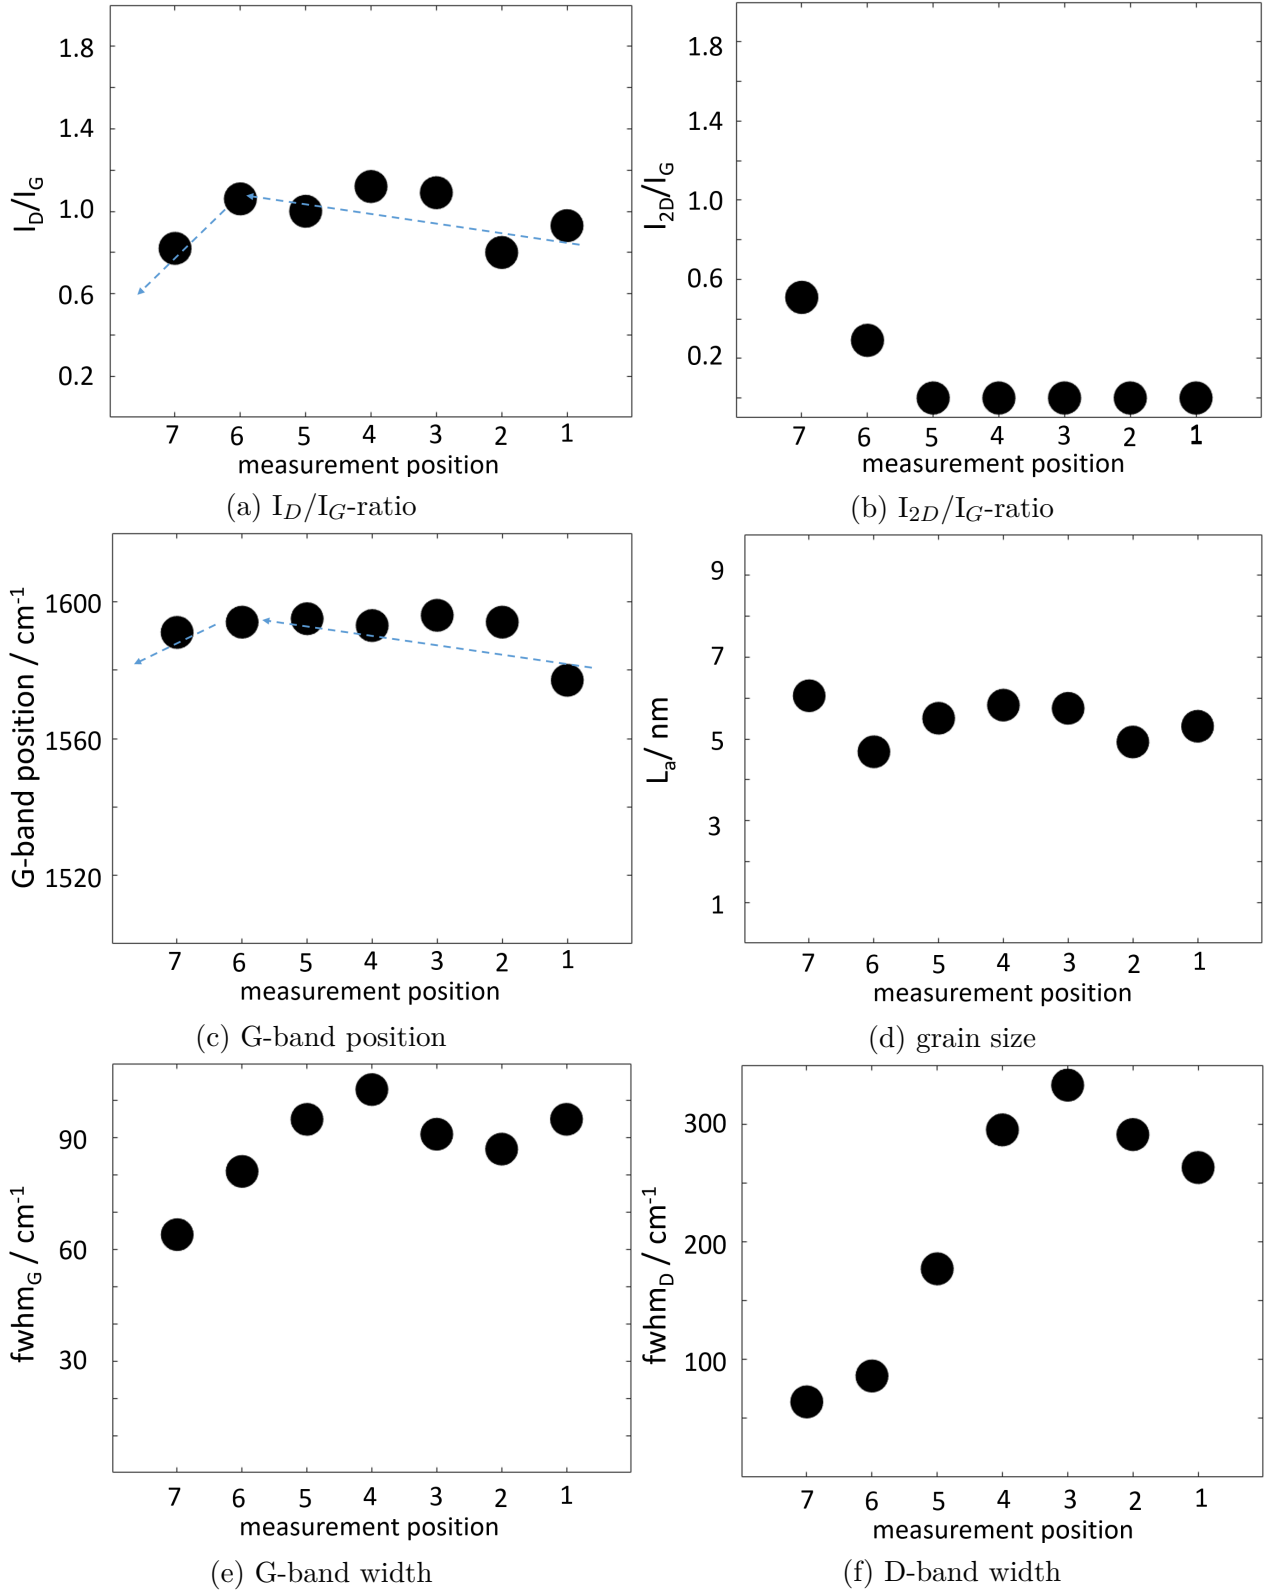 1.8
1.4
1.0
0.6
0.2
I_D/I_G
7 6 5 4 3 2 1
measurement position
(a) I_D/I_G-ratio
1.8
1.4
1.0
0.6
0.2
I_2D/I_G
7 6 5 4 3 2 1
measurement position
(b) I_2D/I_G-ratio
1600
1560
1520
G-band position / cm⁻¹
7 6 5 4 3 2 1
measurement position
(c) G-band position
9
7
5
3
1
L_a/ nm
7 6 5 4 3 2 1
measurement position
(d) grain size
90
60
30
fwhm_G / cm⁻¹
7 6 5 4 3 2 1
measurement position
(e) G-band width
300
200
100
fwhm_D / cm⁻¹
7 6 5 4 3 2 1
measurement position
(f) D-band width